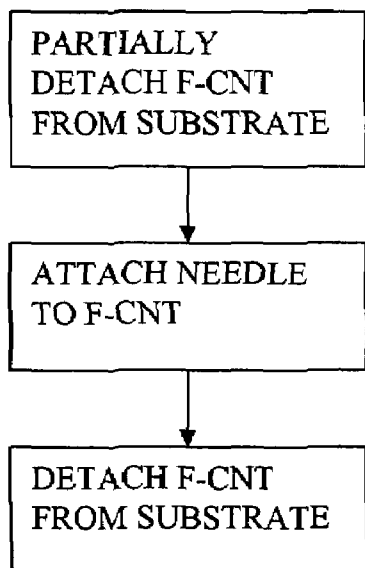 PARTIALLY
DETACH F-CNT
FROM SUBSTRATE
ATTACH NEEDLE
TO F-CNT
DETACH F-CNT
FROM SUBSTRATE